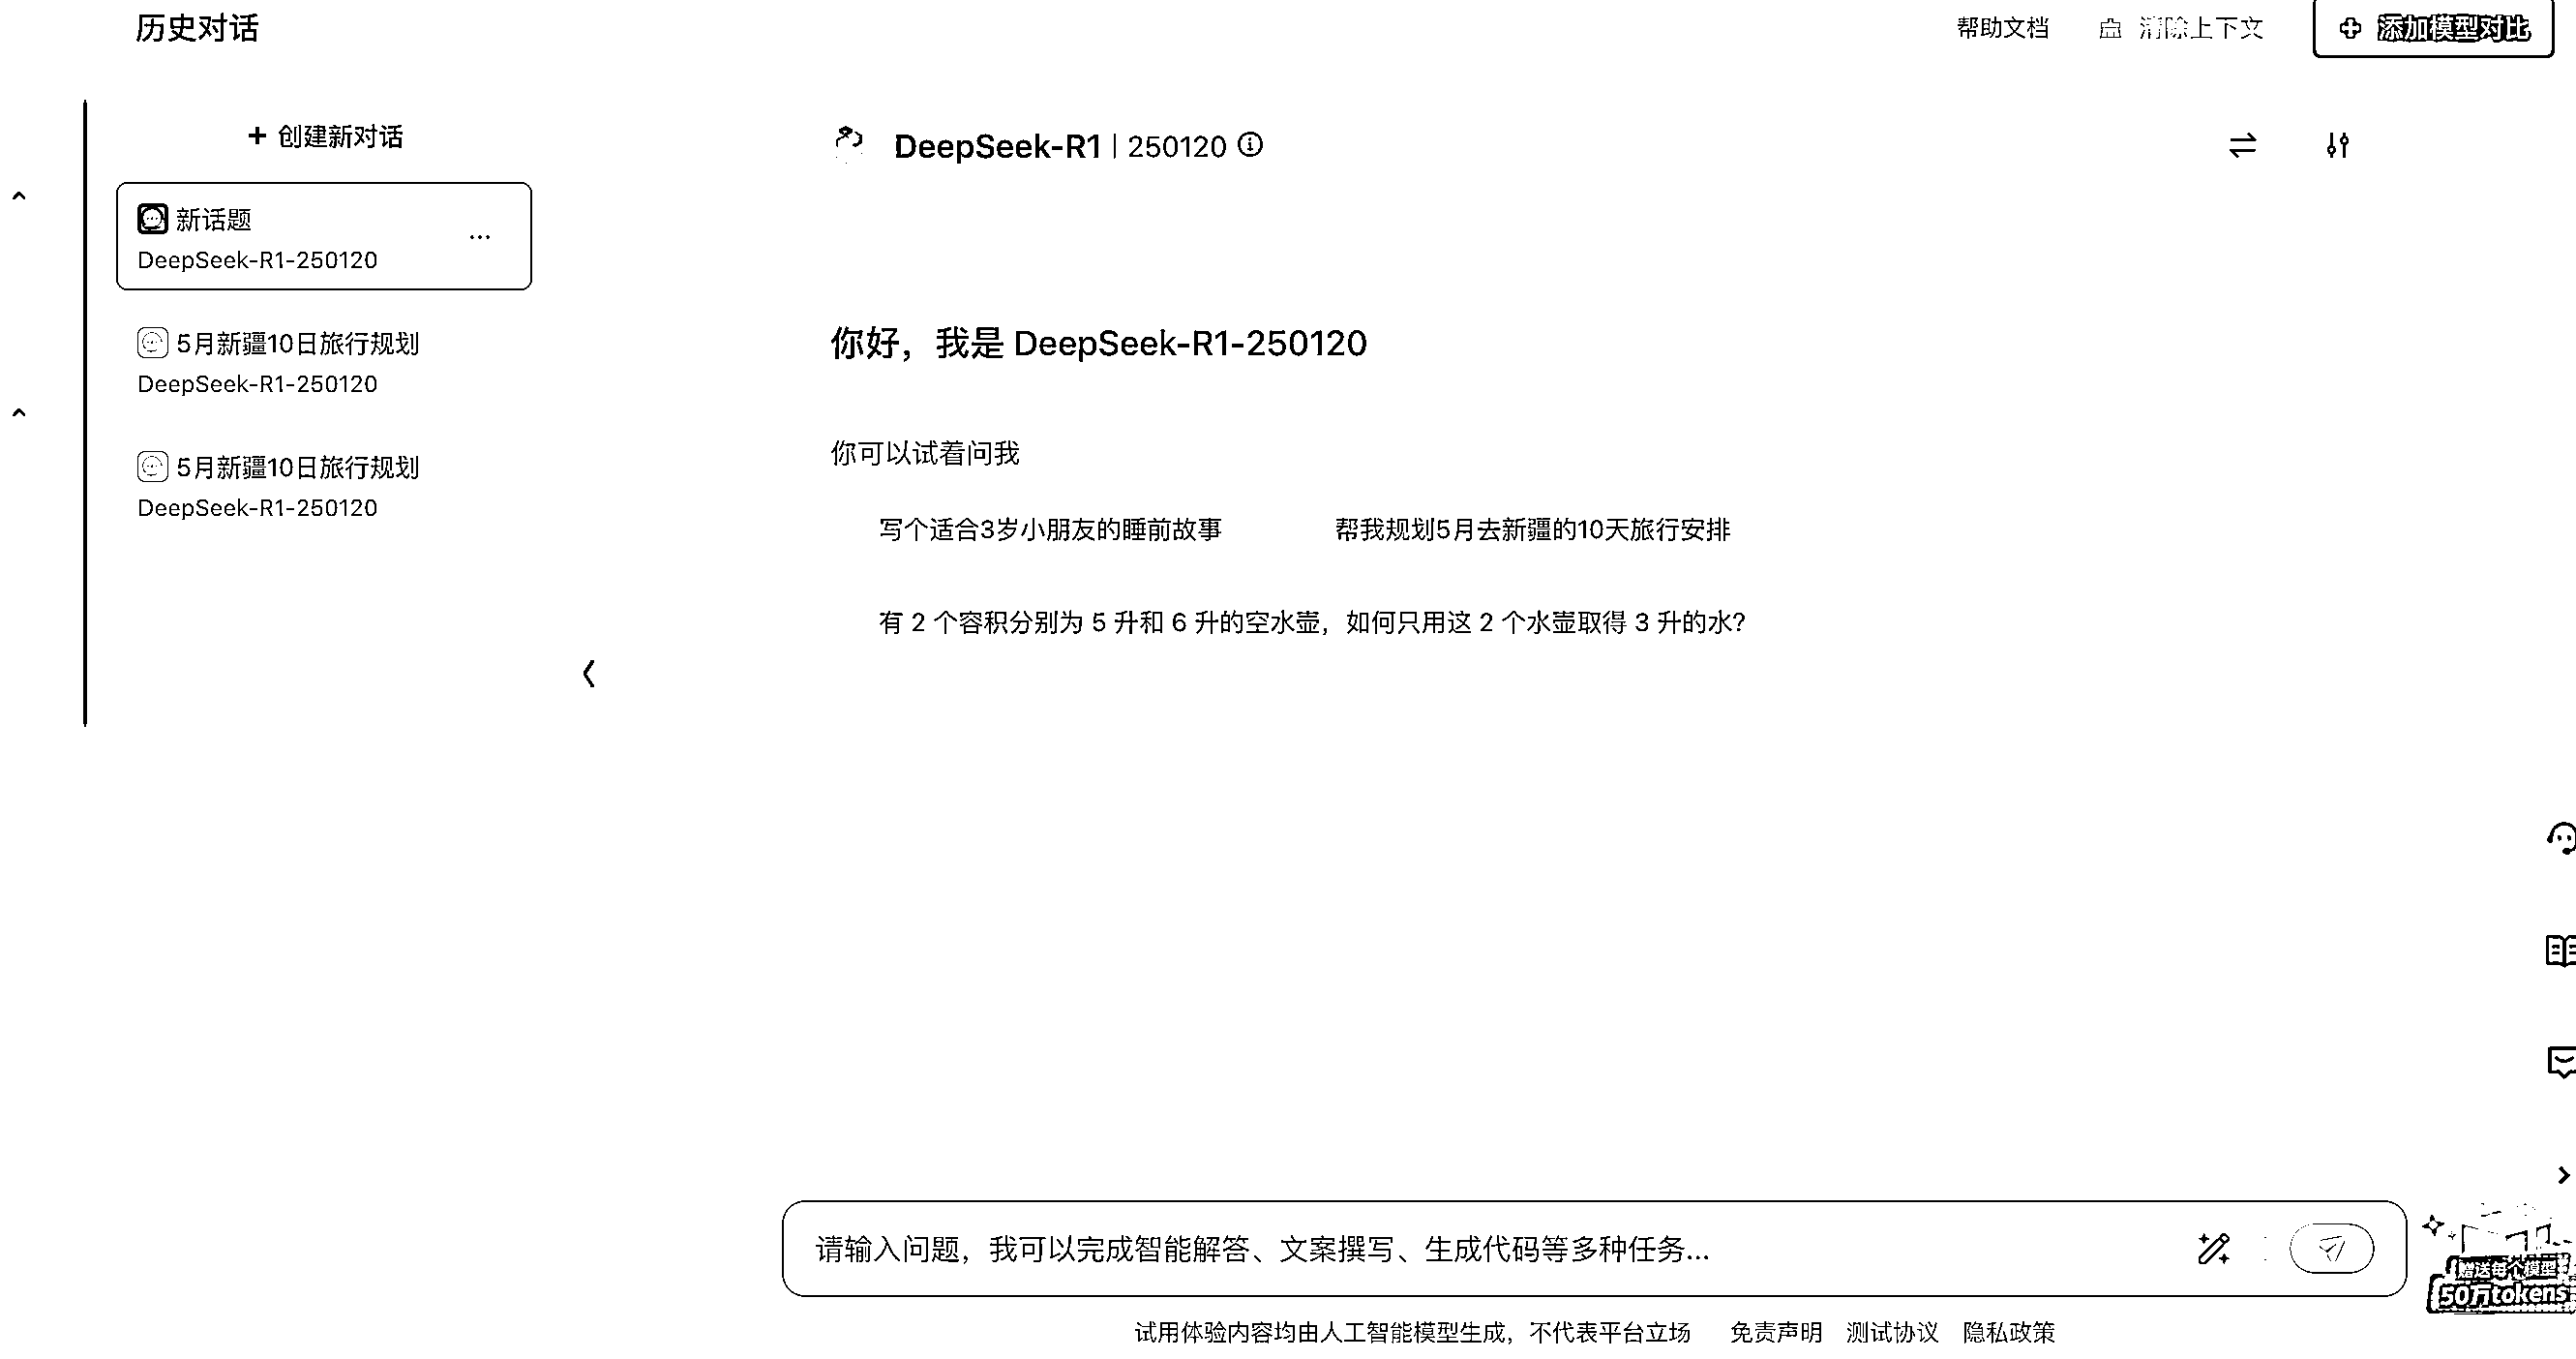 历史对话
帮助文档 清除上下文 添加模型对比
+ 创建新对话
新话题
DeepSeek-R1-250120
5月新疆10日旅行规划
DeepSeek-R1-250120
5月新疆10日旅行规划
DeepSeek-R1-250120
DeepSeek-R1 | 250120
你好，我是 DeepSeek-R1-250120
你可以试着问我
写个适合3岁小朋友的睡前故事 帮我规划5月去新疆的10天旅行安排
有 2 个容积分别为 5 升和 6 升的空水壶，如何只用这 2 个水壶取得 3 升的水?
请输入问题，我可以完成智能解答、文案撰写、生成代码等多种任务...
赠送每个模型
50万tokens
试用体验内容均由人工智能模型生成，不代表平台立场 免责声明 测试协议 隐私政策